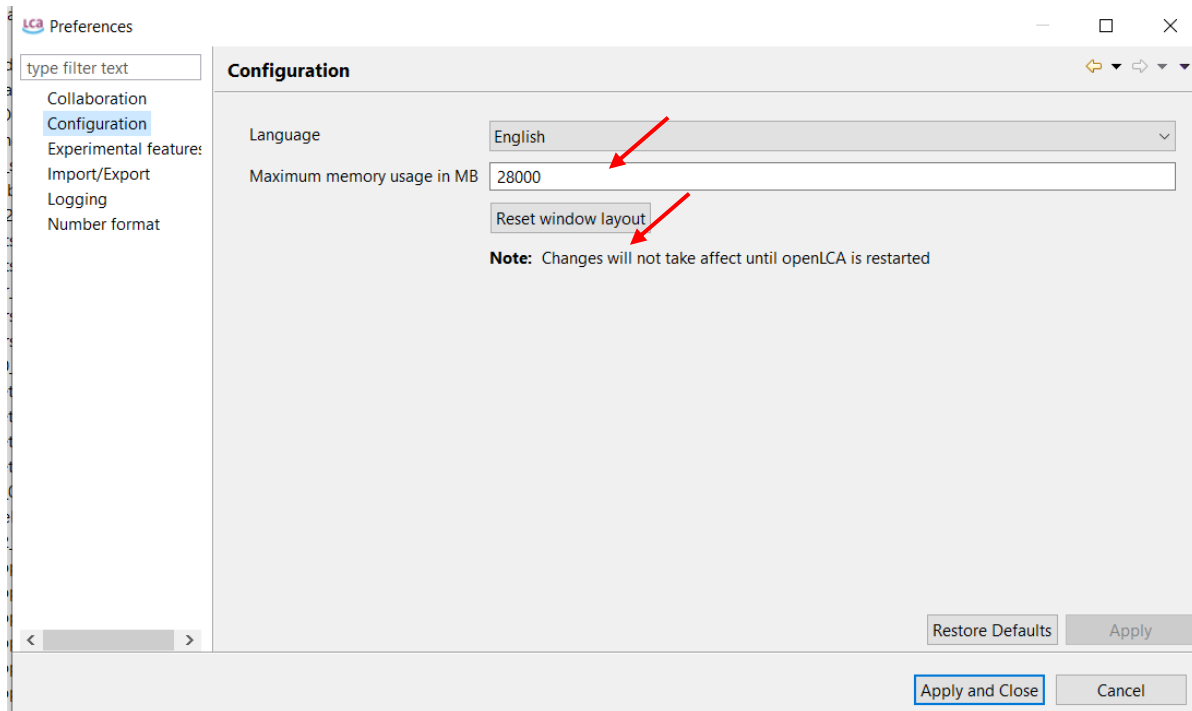 LCA Preferences
type filter text
Configuration
Collaboration
Configuration
Experimental features
Import/Export
Logging
Number format
Language
English
Maximum memory usage in MB
28000
Reset window layout
Note: Changes will not take affect until openLCA is restarted
Restore Defaults
Apply
Apply and Close
Cancel